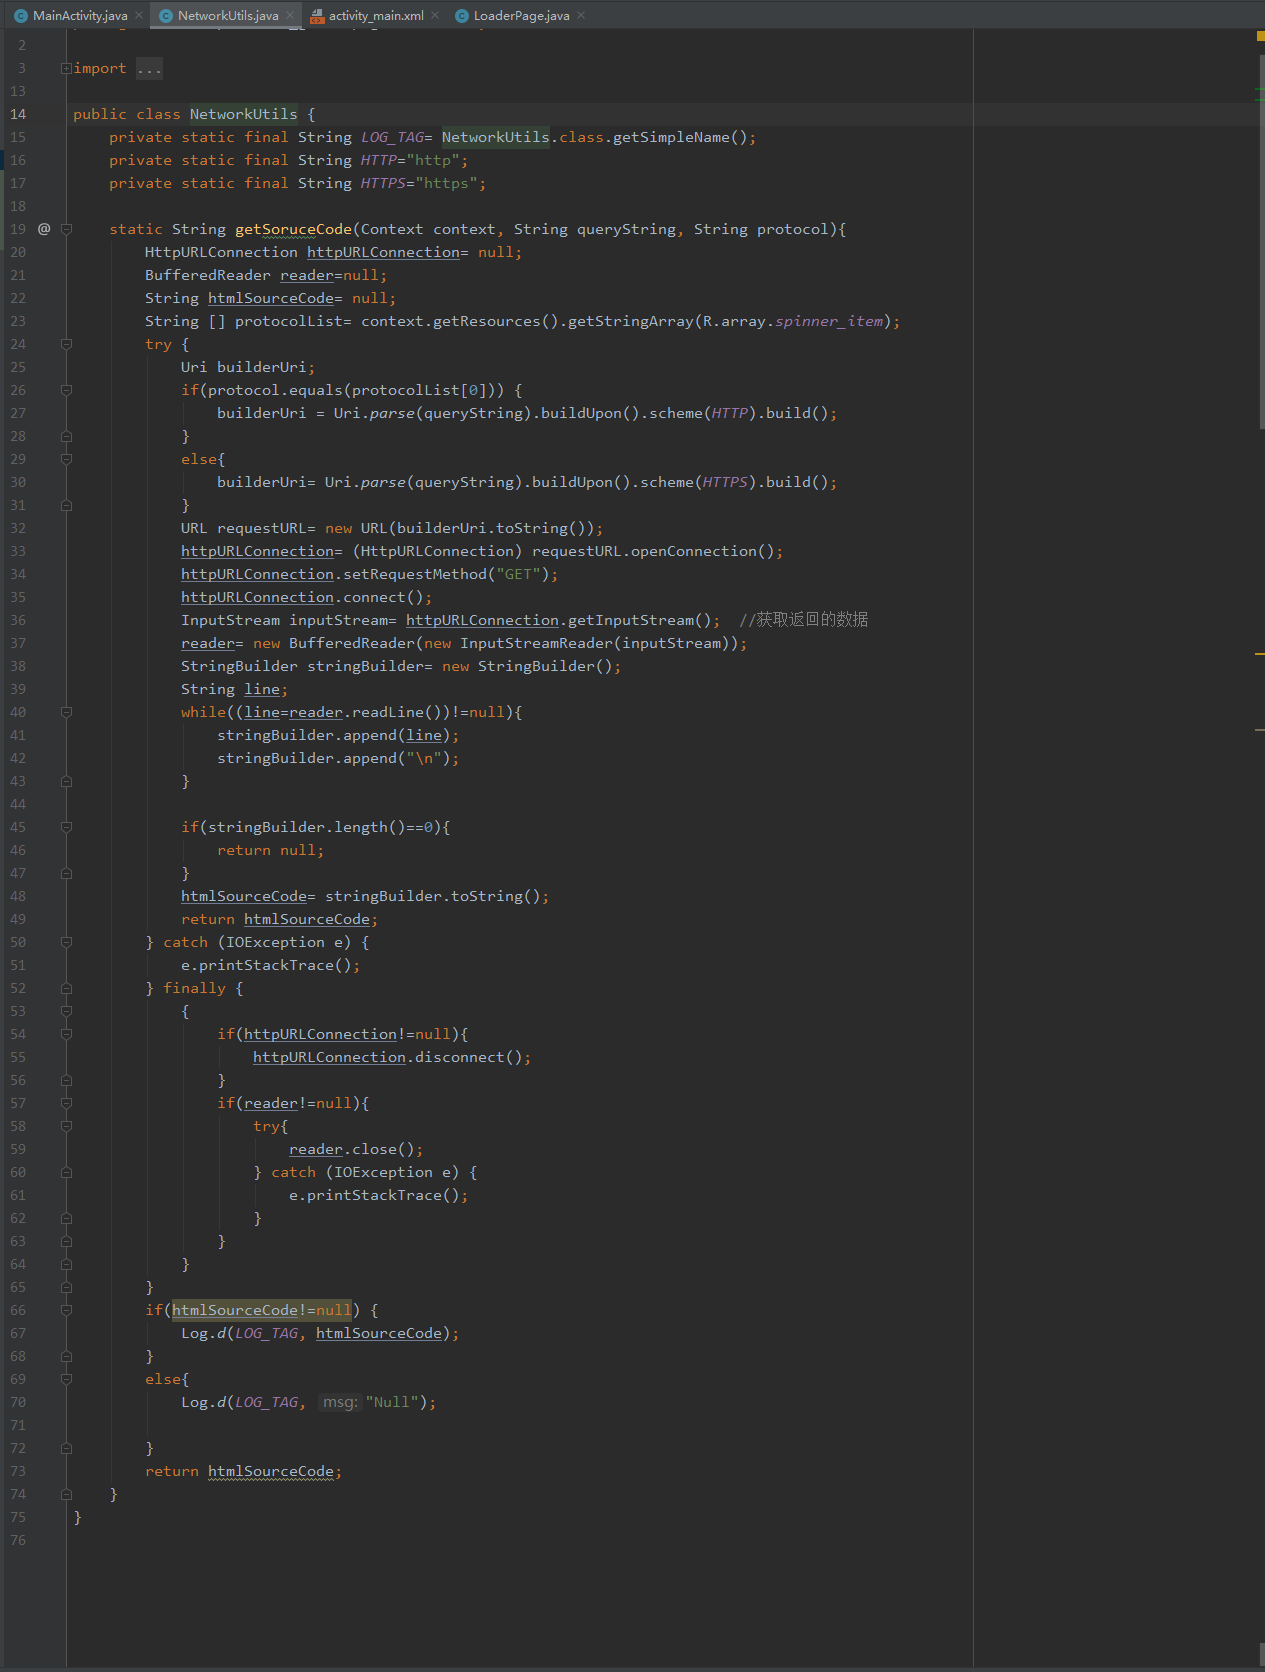 MainActivity.java NetworkUtils.java activity_main.xml LoaderPage.java
2
3 import ...
13
14 public class NetworkUtils {
15 private static final String LOG_TAG= NetworkUtils.class.getSimpleName();
16 private static final String HTTP="http";
17 private static final String HTTPS="https";
18
19 @ static String getSoruceCode(Context context, String queryString, String protocol){
20 HttpURLConnection httpURLConnection= null;
21 BufferedReader reader=null;
22 String htmlSourceCode= null;
23 String [] protocolList= context.getResources().getStringArray(R.array.spinner_item);
24 try {
25 Uri builderUri;
26 if(protocol.equals(protocolList[0])) {
27 builderUri = Uri.parse(queryString).buildUpon().scheme(HTTP).build();
28 }
29 else{
30 builderUri= Uri.parse(queryString).buildUpon().scheme(HTTPS).build();
31 }
32 URL requestURL= new URL(builderUri.toString());
33 httpURLConnection= (HttpURLConnection) requestURL.openConnection();
34 httpURLConnection.setRequestMethod("GET");
35 httpURLConnection.connect();
36 InputStream inputStream= httpURLConnection.getInputStream(); //获取返回的数据
37 reader= new BufferedReader(new InputStreamReader(inputStream));
38 StringBuilder stringBuilder= new StringBuilder();
39 String line;
40 while((line=reader.readLine())!=null){
41 stringBuilder.append(line);
42 stringBuilder.append("\n");
43 }
44
45 if(stringBuilder.length()==0){
46 return null;
47 }
48 htmlSourceCode= stringBuilder.toString();
49 return htmlSourceCode;
50 } catch (IOException e) {
51 e.printStackTrace();
52 } finally {
53 {
54 if(httpURLConnection!=null){
55 httpURLConnection.disconnect();
56 }
57 if(reader!=null){
58 try{
59 reader.close();
60 } catch (IOException e) {
61 e.printStackTrace();
62 }
63 }
64 }
65 }
66 if(htmlSourceCode!=null) {
67 Log.d(LOG_TAG, htmlSourceCode);
68 }
69 else{
70 Log.d(LOG_TAG, msg: "Null");
71
72 }
73 return htmlSourceCode;
74 }
75 }
76